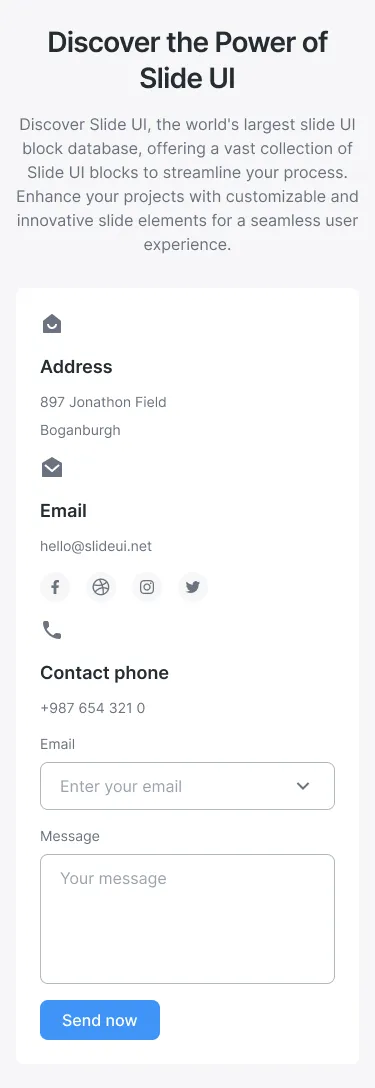 Discover the Power of
Slide UI
Discover Slide UI, the world's largest slide UI
block database, offering a vast collection of
Slide UI blocks to streamline your process.
Enhance your projects with customizable and
innovative slide elements for a seamless user
experience.
Address
897 Jonathon Field
Boganburgh
Email
hello@slideui.net
Contact phone
+987 654 321 0
Email
Enter your email
Message
Your message
Send now